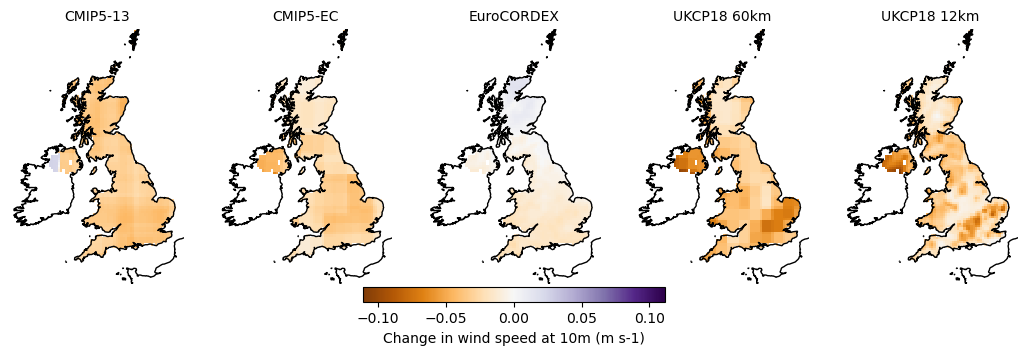 CMIP5-13 CMIP5-EC EuroCORDEX UKCP18 60km UKCP18 12km
−0.10 −0.05 0.00 0.05 0.10
Change in wind speed at 10m (m s-1)